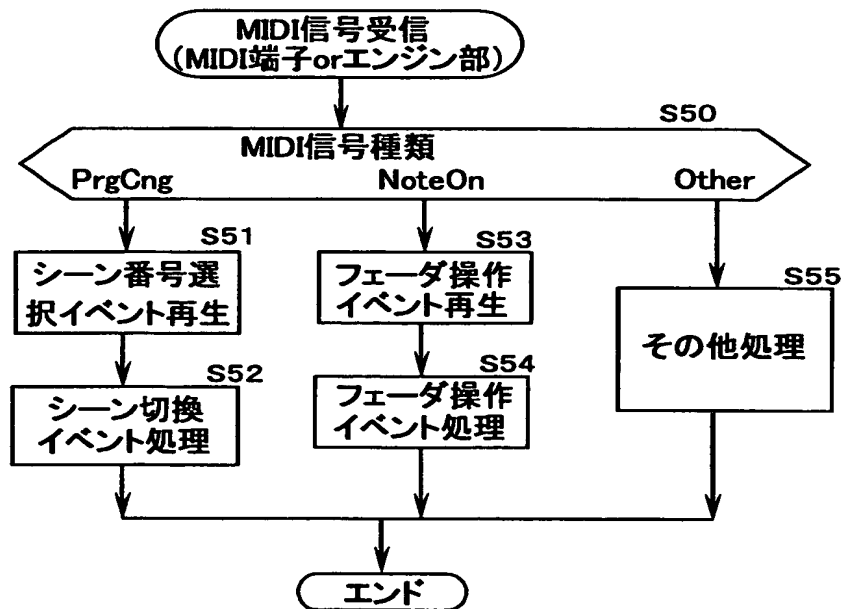 MIDI信号受信
(MIDI端子orエンジン部)
S50
MIDI信号種類
PrgCng
NoteOn
Other
S51
シーン番号選
択イベント再生
S52
シーン切換
イベント処理
S53
フェーダ操作
イベント再生
S54
フェーダ操作
イベント処理
S55
その他処理
エンド